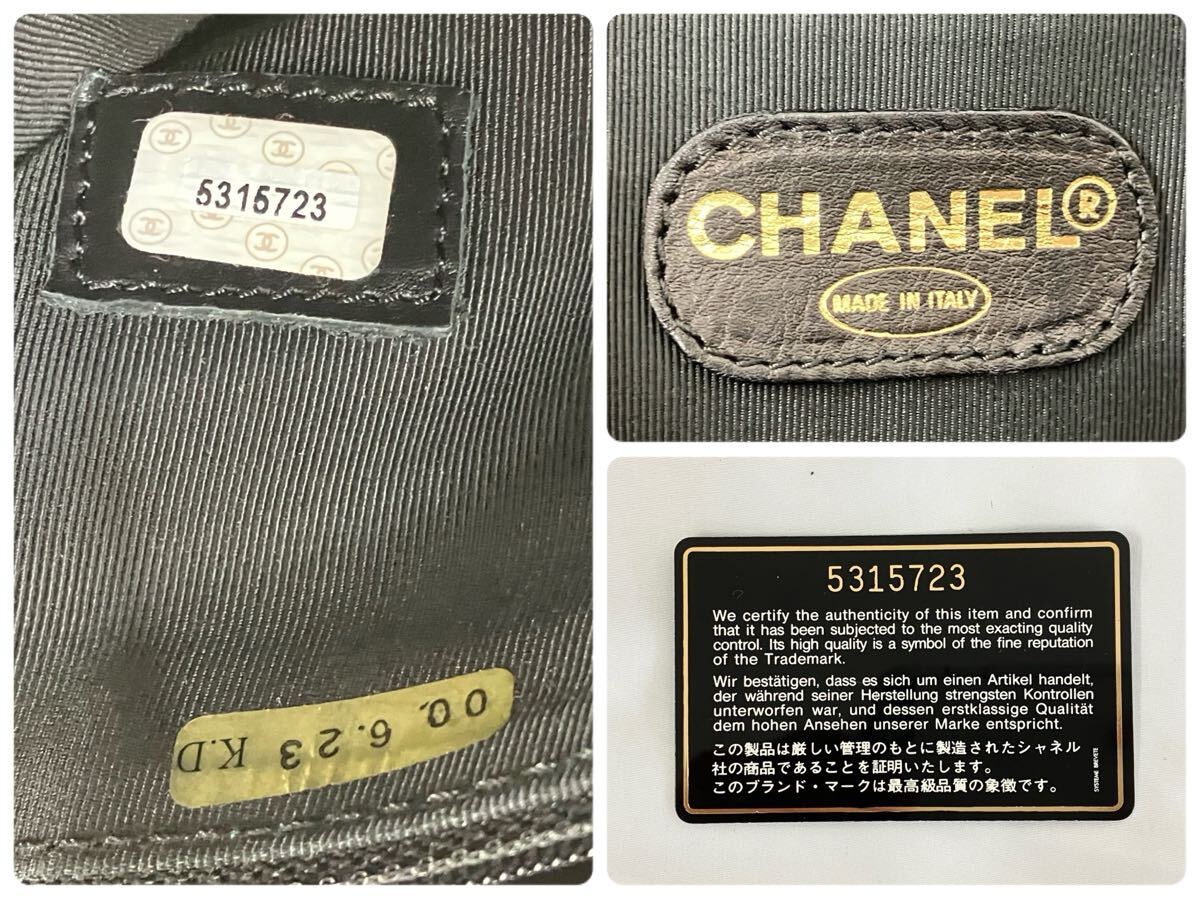 5315723
00. 6.23 K.D
CHANEL®
MADE IN ITALY
5315723
We certify the authenticity of this item and confirm
that it has been subjected to the most exacting quality
control. Its high quality is a symbol of the fine reputation
of the Trademark.
Wir bestätigen, dass es sich um einen Artikel handelt,
der während seiner Herstellung strengsten Kontrollen
unterworfen war, und dessen erstklassige Qualität
dem hohen Ansehen unserer Marke entspricht.
この製品は厳しい管理のもとに製造されたシャネル
社の商品であることを証明いたします。
このブランド・マークは最高級品質の象徴です。
SYSTEME BREVETE